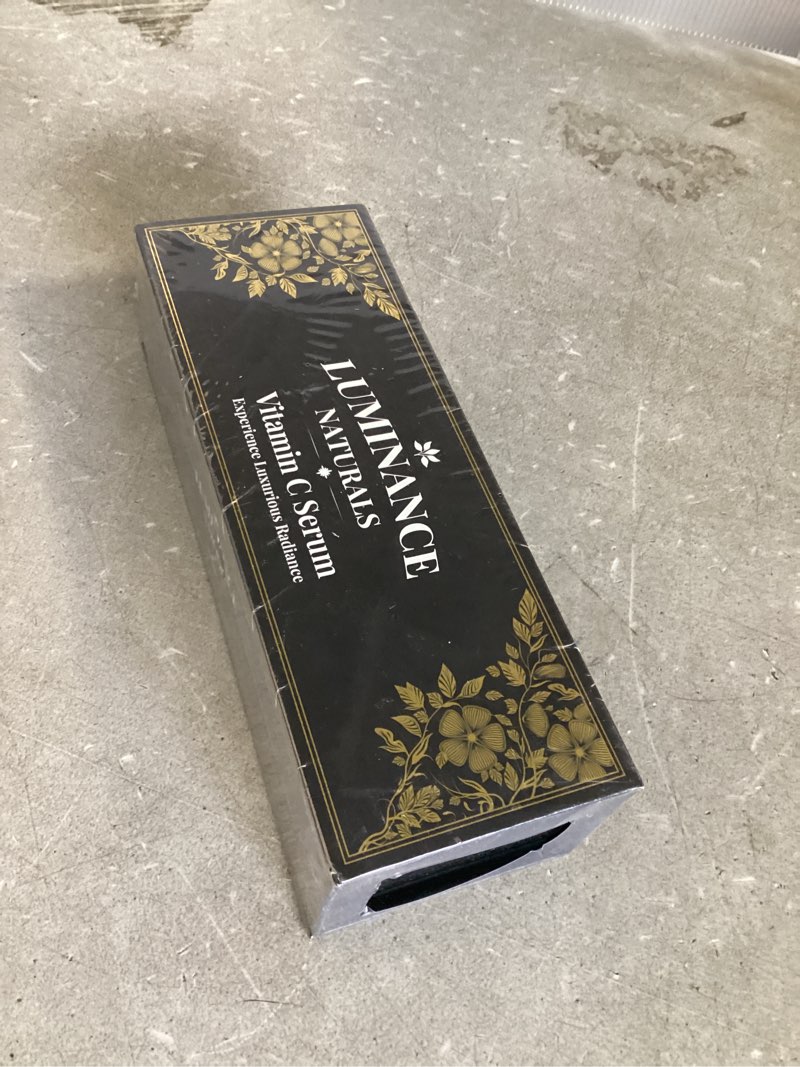 LUMINANCE
NATURALS
Vitamin C Serum
Experience Luxurious Radiance